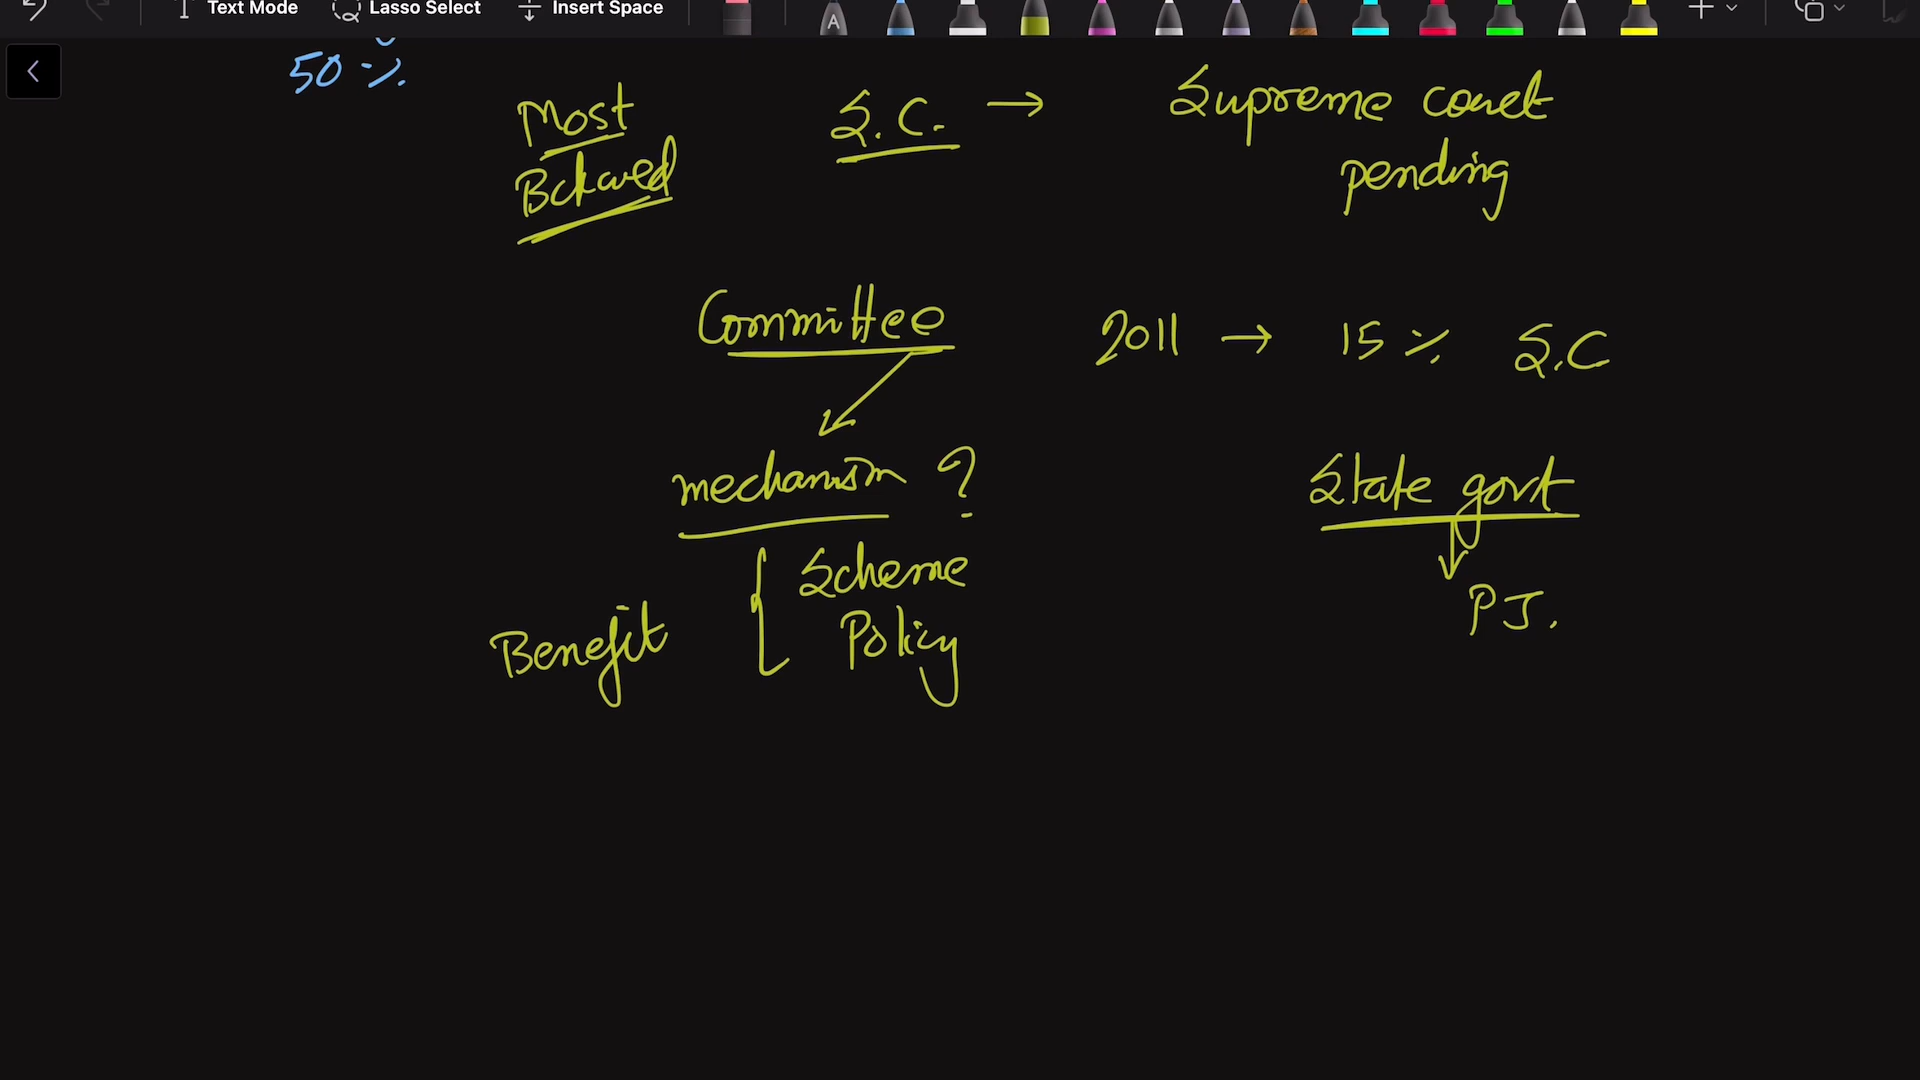 Text Mode Lasso Select Insert Space
A
50 %.
Most S.C. → Supreme court
Bckwed pending
Committee 2011 → 15 % S.C
mechanism ? State govt
Scheme
PJ.
Benefit Policy